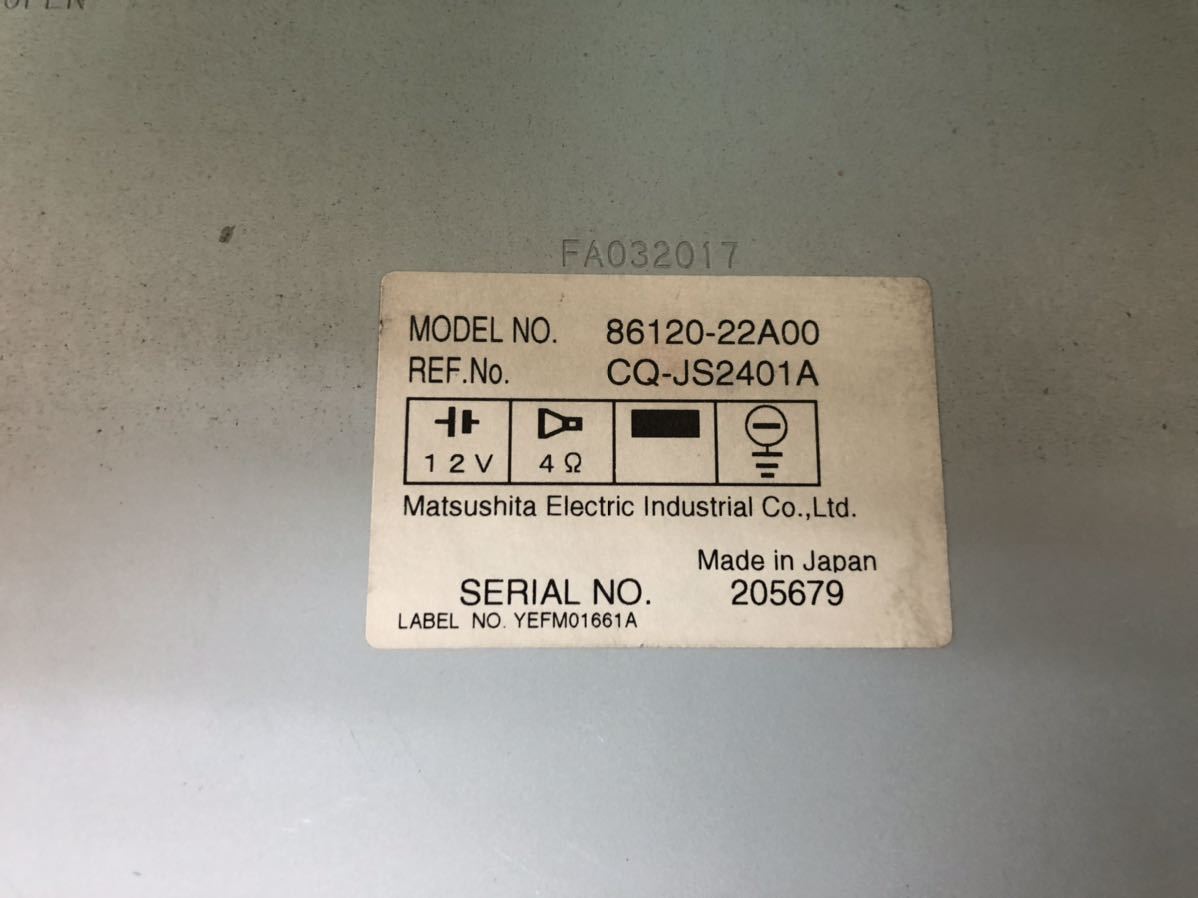 OPEN
FA032017
MODEL NO. 86120-22A00
REF.No. CQ-JS2401A
12V 4Ω
Matsushita Electric Industrial Co.,Ltd.
Made in Japan
SERIAL NO. 205679
LABEL NO. YEFM01661A